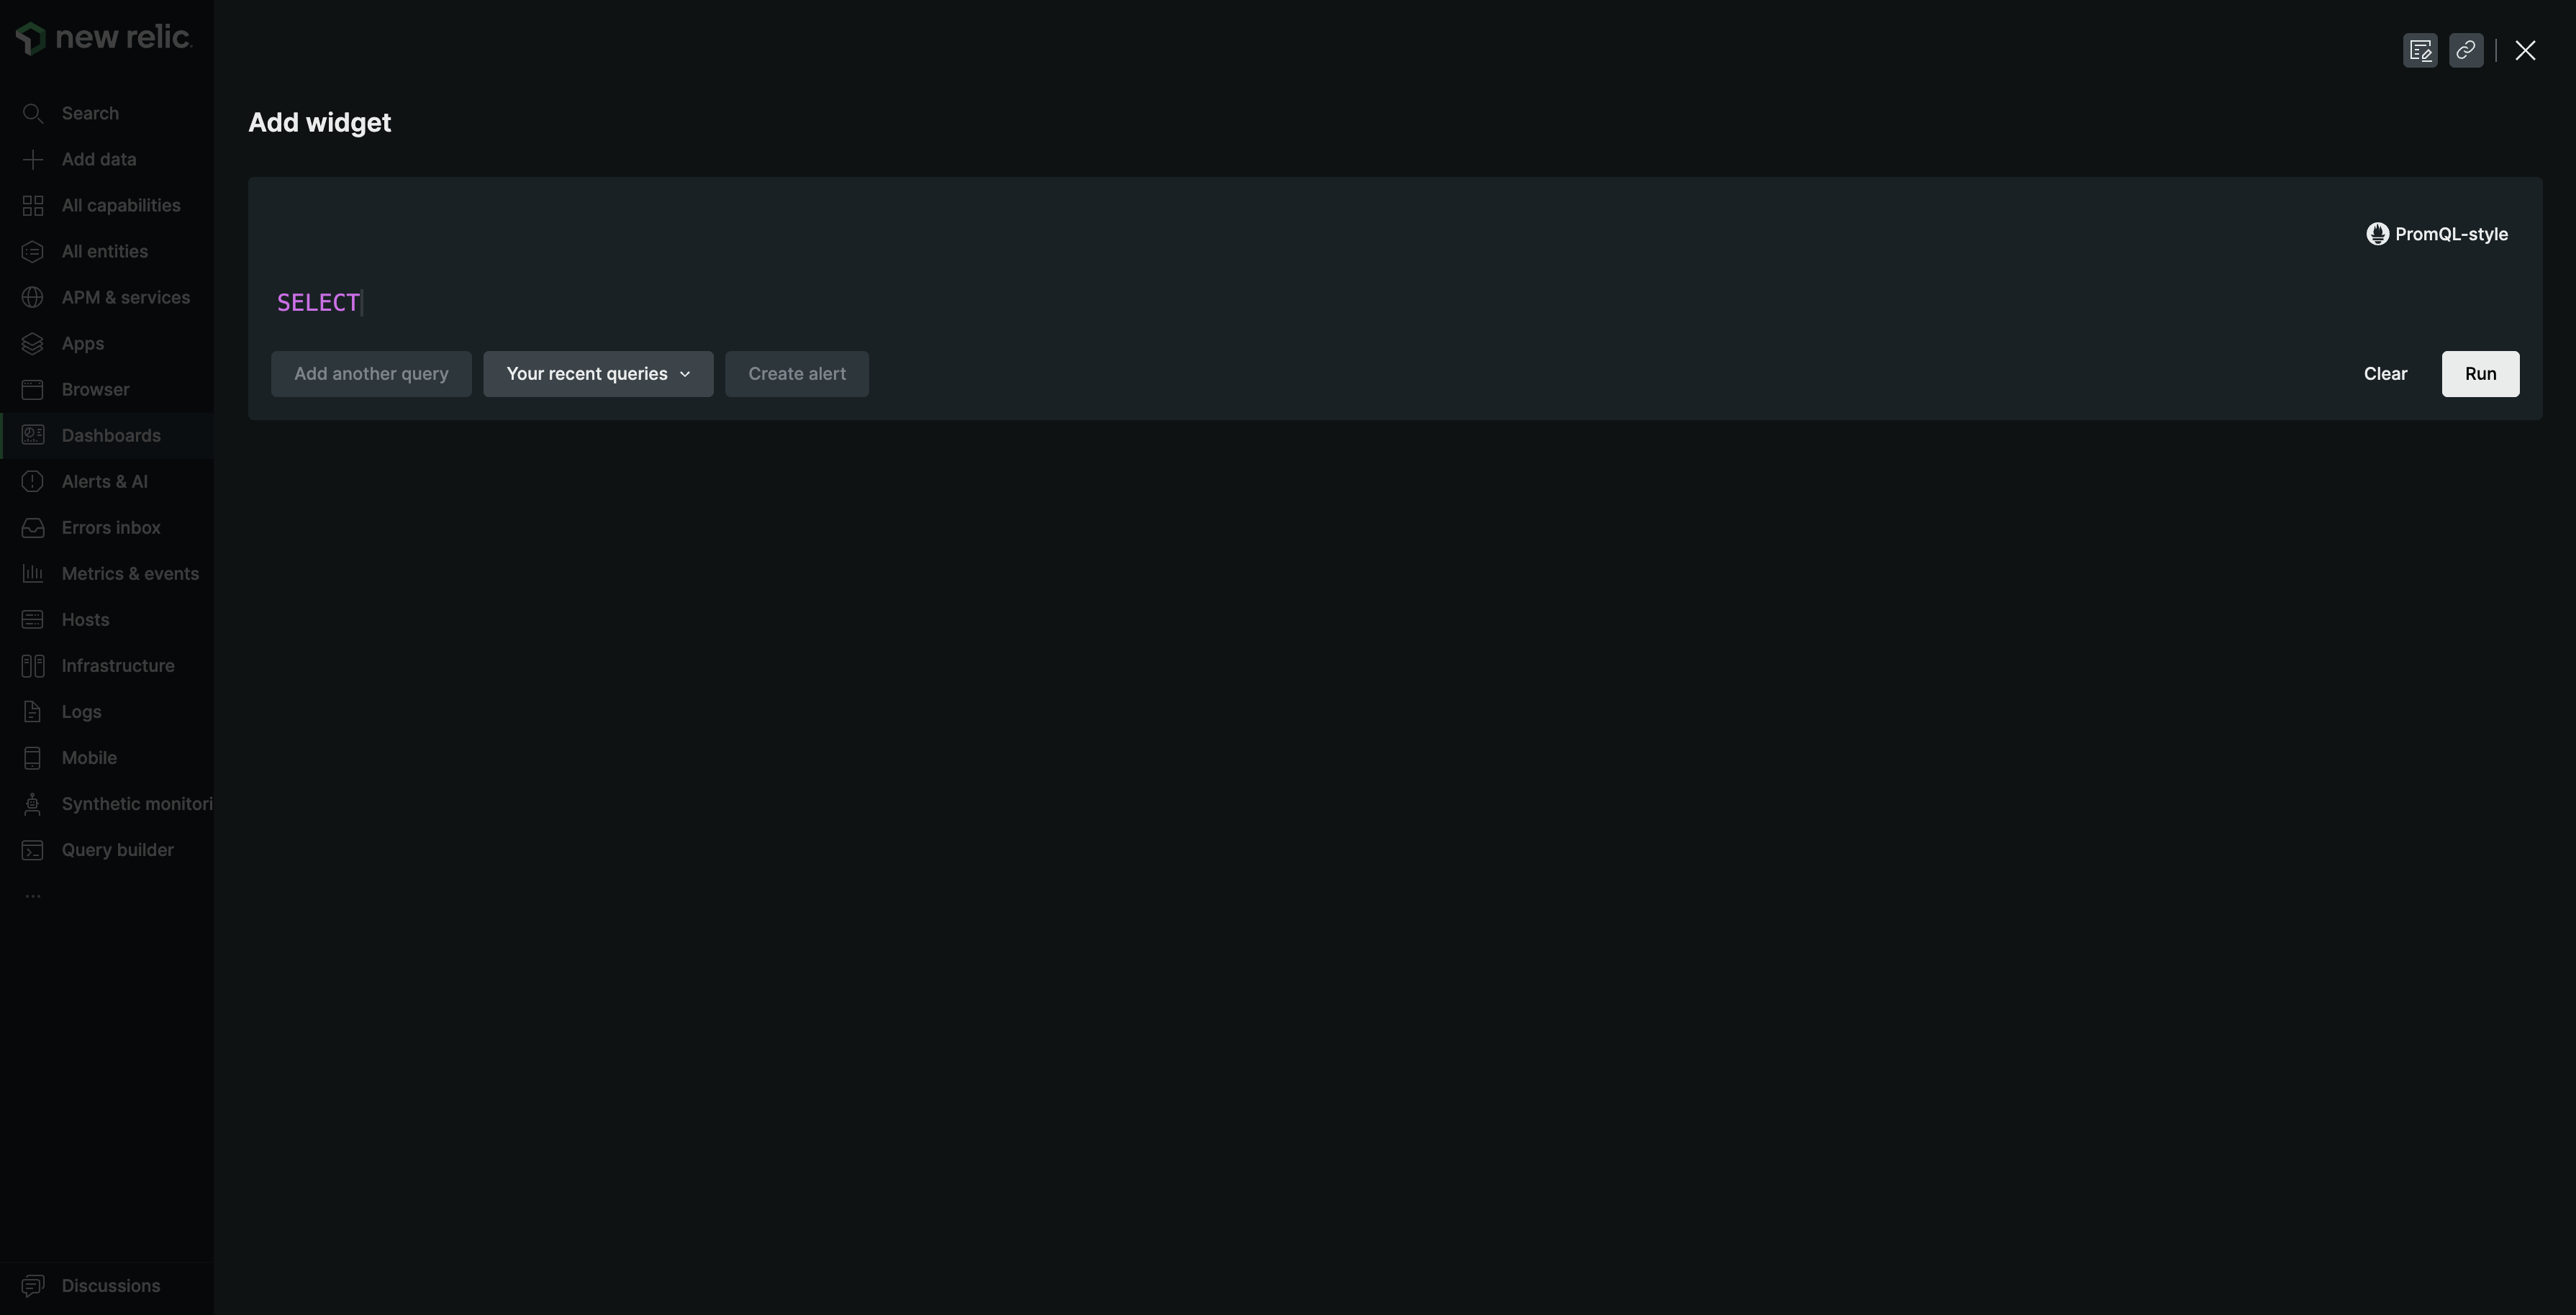 new relic.
Search
Add data
All capabilities
All entities
APM & services
Apps
Browser
Dashboards
Alerts & AI
Errors inbox
Metrics & events
Hosts
Infrastructure
Logs
Mobile
Synthetic monitori
Query builder
...
Discussions
Add widget
PromQL-style
SELECT
Add another query
Your recent queries
Create alert
Clear
Run